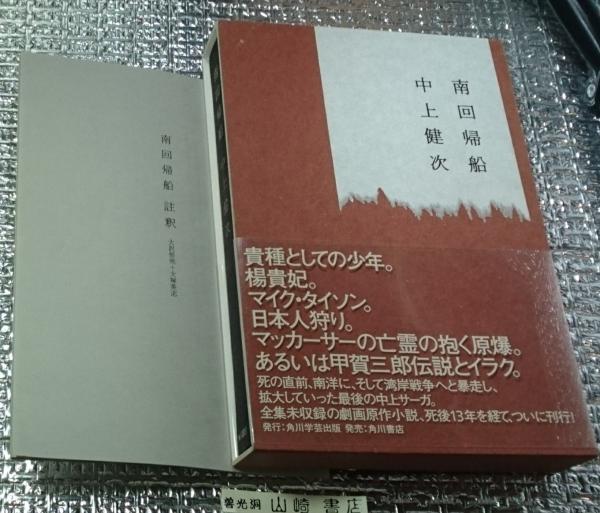 南回帰船
中上健次
貴種としての少年。
楊貴妃。
マイク・タイソン。
日本人狩り。
マッカーサーの亡霊の抱く原爆。
あるいは甲賀三郎伝説とイラク。
死の直前、南洋に、そして湾岸戦争へと暴走し、
拡大していった最後の中上サーガ。
全集未収録の劇画原作小説、死後13年を経て、ついに刊行!
発行:角川学芸出版 発売:角川書店
南回帰船 註釈
山崎書店